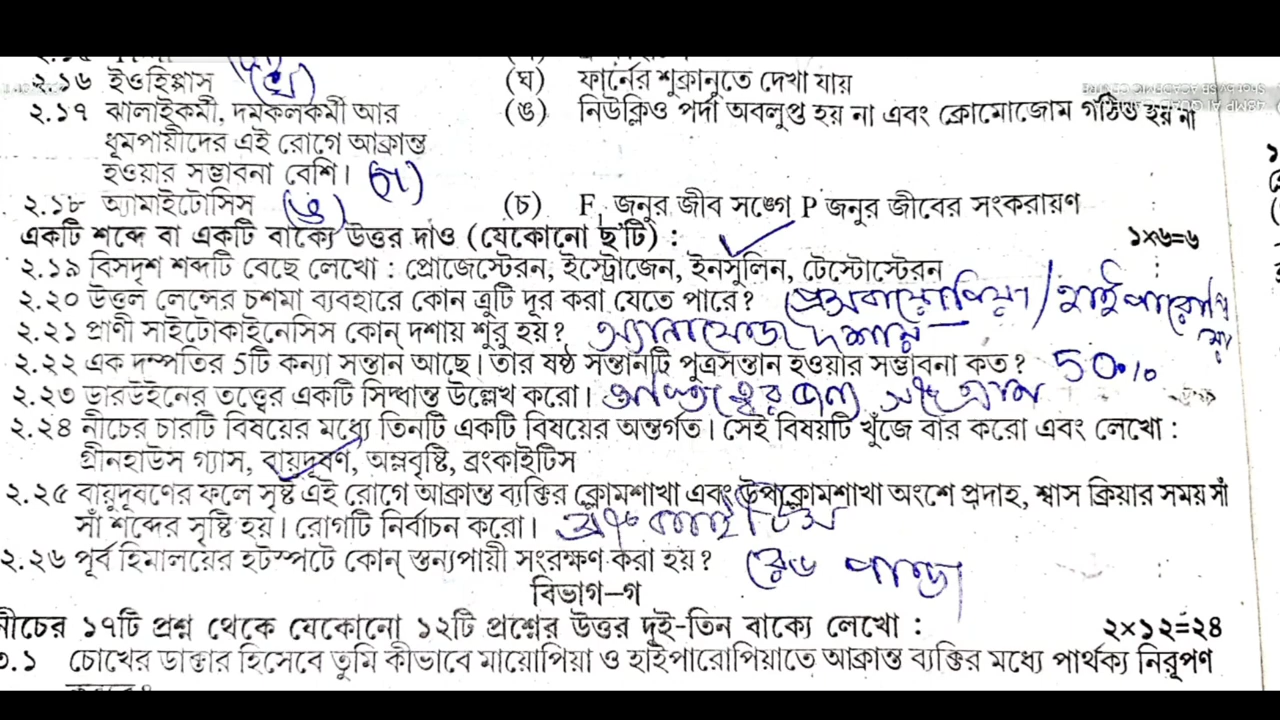 ২.১৬ ইওহিপ্পাস (খ) (ঘ) ফার্নের শুক্রানুতে দেখা যায়
২.১৭ ঝালাইকর্মী, দমকলকর্মী আর (ঙ) নিউক্লিও পর্দা অবলুপ্ত হয় না এবং ক্রোমোজোম গঠিত হয় না
ধূমপায়ীদের এই রোগে আক্রান্ত
হওয়ার সম্ভাবনা বেশি। (গ)
২.১৮ অ্যামাইটোসিস (ঙ) (চ) F₁ জনুর জীব সঙ্গে P জনুর জীবের সংকরায়ণ
একটি শব্দে বা একটি বাক্যে উত্তর দাও (যেকোনো ছ'টি) : ১×৬=৬
২.১৯ বিসদৃশ শব্দটি বেছে লেখো : প্রোজেস্টেরন, ইস্ট্রোজেন, ইনসুলিন, টেস্টোস্টেরন
২.২০ উত্তল লেন্সের চশমা ব্যবহারে কোন ত্রুটি দূর করা যেতে পারে?
২.২১ প্রাণী সাইটোকাইনেসিস কোন্ দশায় শুরু হয়? অ্যানাফেজ দশায়
২.২২ এক দম্পতির 5টি কন্যা সন্তান আছে। তার ষষ্ঠ সন্তানটি পুত্রসন্তান হওয়ার সম্ভাবনা কত? 50%
২.২৩ ডারউইনের তত্ত্বের একটি সিদ্ধান্ত উল্লেখ করো। অস্তিত্বের জন্য সংগ্রাম
২.২৪ নীচের চারটি বিষয়ের মধ্যে তিনটি একটি বিষয়ের অন্তর্গত। সেই বিষয়টি খুঁজে বার করো এবং লেখো :
গ্রীনহাউস গ্যাস, বায়ুদূষণ, অম্লবৃষ্টি, ব্রংকাইটিস
২.২৫ বায়ুদূষণের ফলে সৃষ্ট এই রোগে আক্রান্ত ব্যক্তির ক্লোমশাখা এবং উপক্লোমশাখা অংশে প্রদাহ, শ্বাস ক্রিয়ার সময় সাঁ
সাঁ শব্দের সৃষ্টি হয়। রোগটি নির্বাচন করো। ব্রংকাইটিস
২.২৬ পূর্ব হিমালয়ের হটস্পটে কোন্ স্তন্যপায়ী সংরক্ষণ করা হয়? রেড পান্ডা
বিভাগ–গ
নীচের ১৭টি প্রশ্ন থেকে যেকোনো ১২টি প্রশ্নের উত্তর দুই-তিন বাক্যে লেখো : ২×১২=২৪
৩.১ চোখের ডাক্তার হিসেবে তুমি কীভাবে মায়োপিয়া ও হাইপারোপিয়াতে আক্রান্ত ব্যক্তির মধ্যে পার্থক্য নিরূপণ